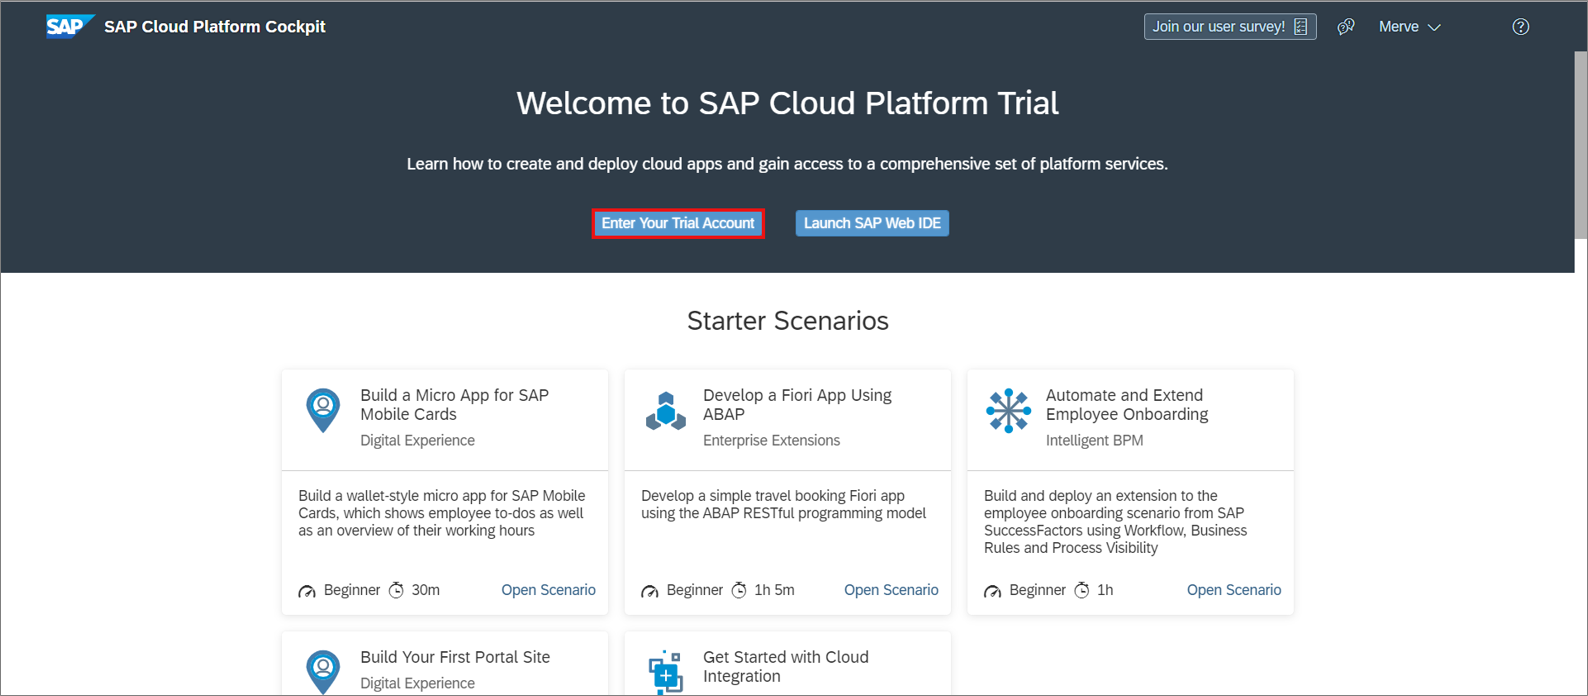 SAP SAP Cloud Platform Cockpit Join our user survey! Merve
Welcome to SAP Cloud Platform Trial
Learn how to create and deploy cloud apps and gain access to a comprehensive set of platform services.
Enter Your Trial Account Launch SAP Web IDE
Starter Scenarios
Build a Micro App for SAP
Mobile Cards
Digital Experience
Build a wallet-style micro app for SAP Mobile
Cards, which shows employee to-dos as well
as an overview of their working hours
Beginner 30m Open Scenario
Develop a Fiori App Using
ABAP
Enterprise Extensions
Develop a simple travel booking Fiori app
using the ABAP RESTful programming model
Beginner 1h 5m Open Scenario
Automate and Extend
Employee Onboarding
Intelligent BPM
Build and deploy an extension to the
employee onboarding scenario from SAP
SuccessFactors using Workflow, Business
Rules and Process Visibility
Beginner 1h Open Scenario
Build Your First Portal Site
Digital Experience
Get Started with Cloud
Integration